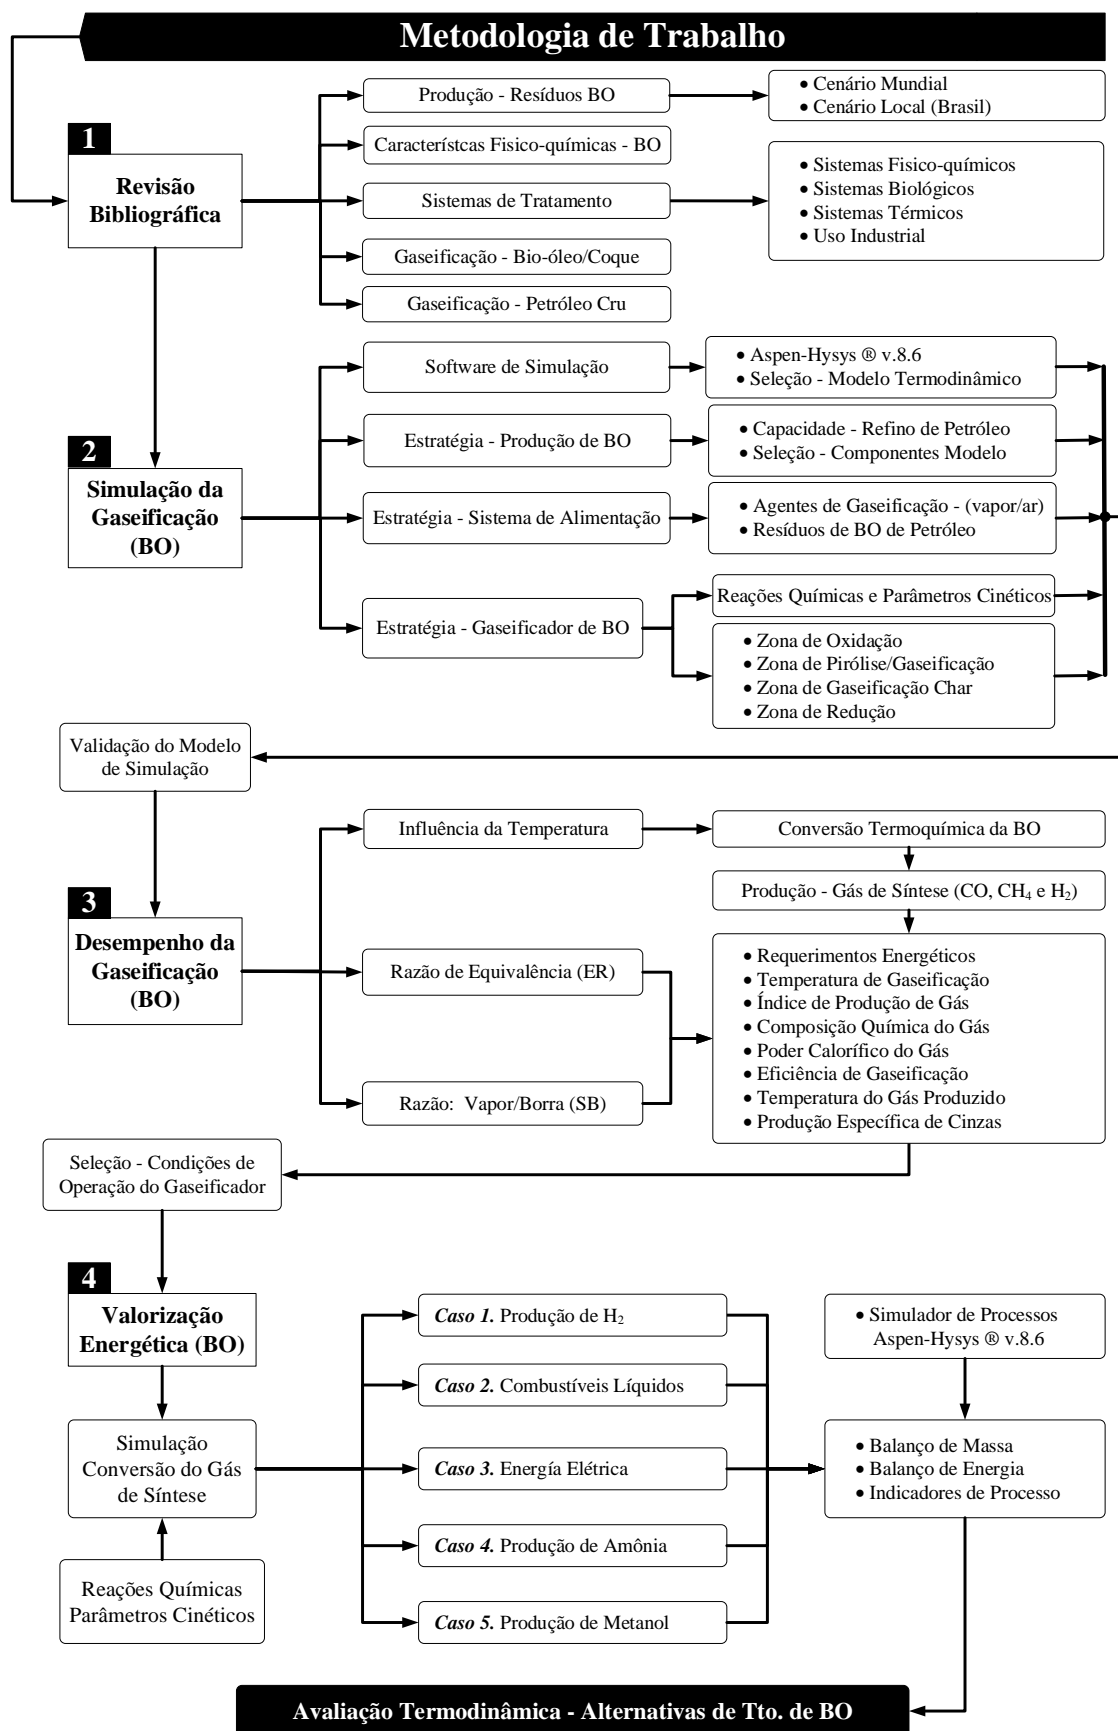 Metodologia de Trabalho
1
Revisão
Bibliográfica
Produção - Resíduos BO
• Cenário Mundial
• Cenário Local (Brasil)
Característcas Fisico-químicas - BO
Sistemas de Tratamento
• Sistemas Fisico-químicos
• Sistemas Biológicos
• Sistemas Térmicos
• Uso Industrial
Gaseificação - Bio-óleo/Coque
Gaseificação - Petróleo Cru
2
Simulação da
Gaseificação
(BO)
Software de Simulação
• Aspen-Hysys ® v.8.6
• Seleção - Modelo Termodinâmico
Estratégia - Produção de BO
• Capacidade - Refino de Petróleo
• Seleção - Componentes Modelo
Estratégia - Sistema de Alimentação
• Agentes de Gaseificação - (vapor/ar)
• Resíduos de BO de Petróleo
Estratégia - Gaseificador de BO
Reações Químicas e Parâmetros Cinéticos
• Zona de Oxidação
• Zona de Pirólise/Gaseificação
• Zona de Gaseificação Char
• Zona de Redução
Validação do Modelo
de Simulação
3
Desempenho da
Gaseificação
(BO)
Influência da Temperatura
Conversão Termoquímica da BO
Produção - Gás de Síntese (CO, CH₄ e H₂)
Razão de Equivalência (ER)
Razão: Vapor/Borra (SB)
• Requerimentos Energéticos
• Temperatura de Gaseificação
• Índice de Produção de Gás
• Composição Química do Gás
• Poder Calorífico do Gás
• Eficiência de Gaseificação
• Temperatura do Gás Produzido
• Produção Específica de Cinzas
Seleção - Condições de
Operação do Gaseificador
4
Valorização
Energética (BO)
Simulação
Conversão do Gás
de Síntese
Reações Químicas
Parâmetros Cinéticos
Caso 1. Produção de H₂
Caso 2. Combustíveis Líquidos
Caso 3. Energía Elétrica
Caso 4. Produção de Amônia
Caso 5. Produção de Metanol
• Simulador de Processos
Aspen-Hysys ® v.8.6
• Balanço de Massa
• Balanço de Energia
• Indicadores de Processo
Avaliação Termodinâmica - Alternativas de Tto. de BO